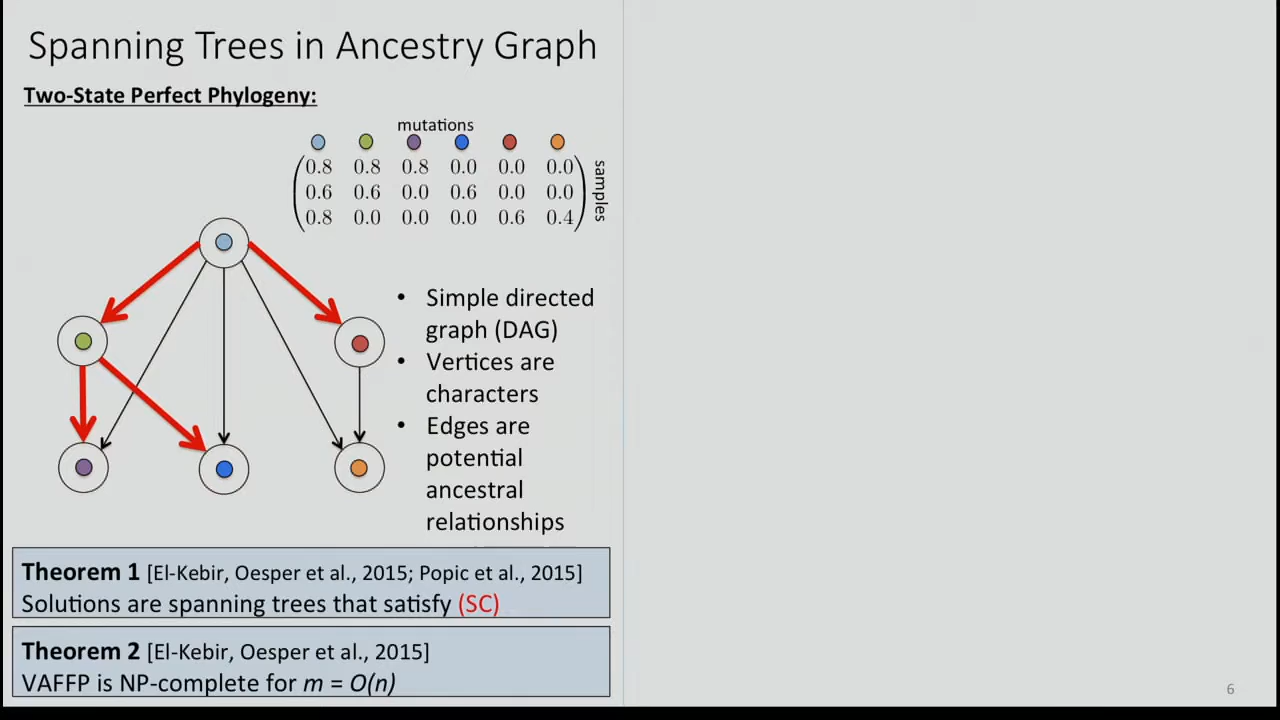 Spanning Trees in Ancestry Graph
Two-State Perfect Phylogeny:
mutations
0.8 0.8 0.8 0.0 0.0 0.0
0.6 0.6 0.0 0.6 0.0 0.0
0.8 0.0 0.0 0.0 0.6 0.4
samples
• Simple directed
graph (DAG)
• Vertices are
characters
• Edges are
potential
ancestral
relationships
Theorem 1 [El-Kebir, Oesper et al., 2015; Popic et al., 2015]
Solutions are spanning trees that satisfy (SC)
Theorem 2 [El-Kebir, Oesper et al., 2015]
VAFFP is NP-complete for m = O(n)
6